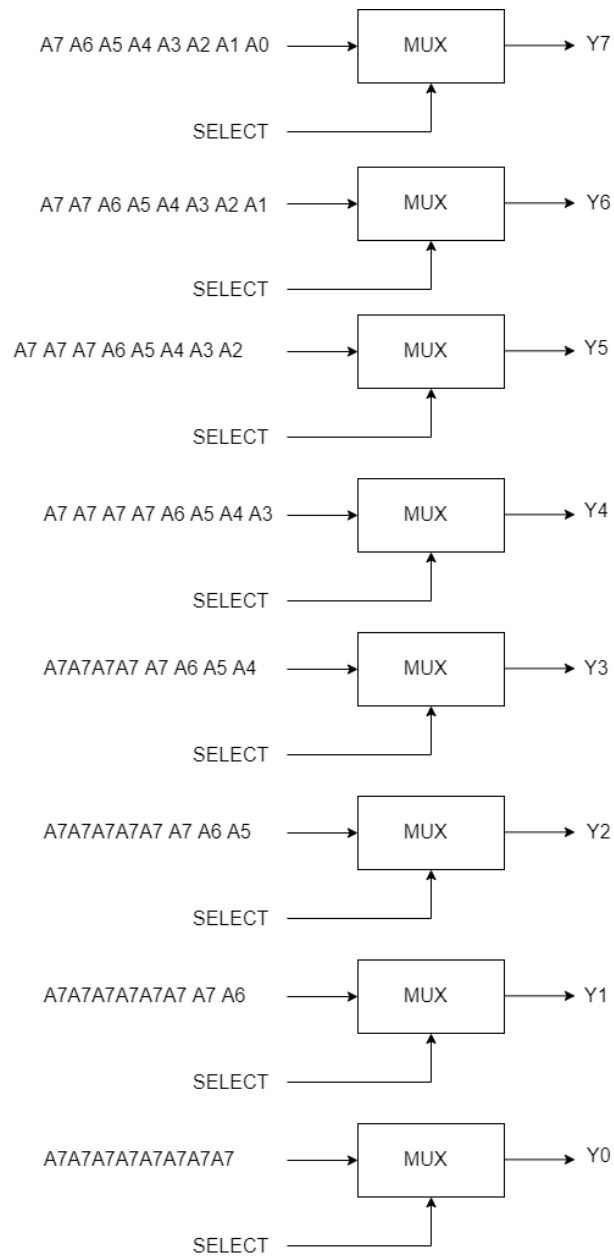 A7 A6 A5 A4 A3 A2 A1 A0 MUX Y7
SELECT
A7 A7 A6 A5 A4 A3 A2 A1 MUX Y6
SELECT
A7 A7 A7 A6 A5 A4 A3 A2 MUX Y5
SELECT
A7 A7 A7 A7 A6 A5 A4 A3 MUX Y4
SELECT
A7A7A7A7 A7 A6 A5 A4 MUX Y3
SELECT
A7A7A7A7A7 A7 A6 A5 MUX Y2
SELECT
A7A7A7A7A7A7 A7 A6 MUX Y1
SELECT
A7A7A7A7A7A7A7A7 MUX Y0
SELECT